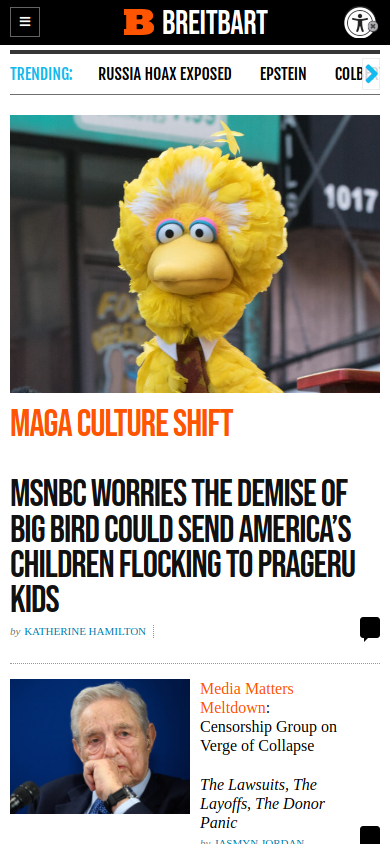 BREITBART
TRENDING:
RUSSIA HOAX EXPOSED
EPSTEIN
COLB
1017
MAGA CULTURE SHIFT
MSNBC WORRIES THE DEMISE OF
BIG BIRD COULD SEND AMERICA'S
CHILDREN FLOCKING TO PRAGERU
KIDS
by KATHERINE HAMILTON
Media Matters
Meltdown:
Censorship Group on
Verge of Collapse
The Lawsuits, The
Layoffs, The Donor
Panic
by JASMYN JORDAN